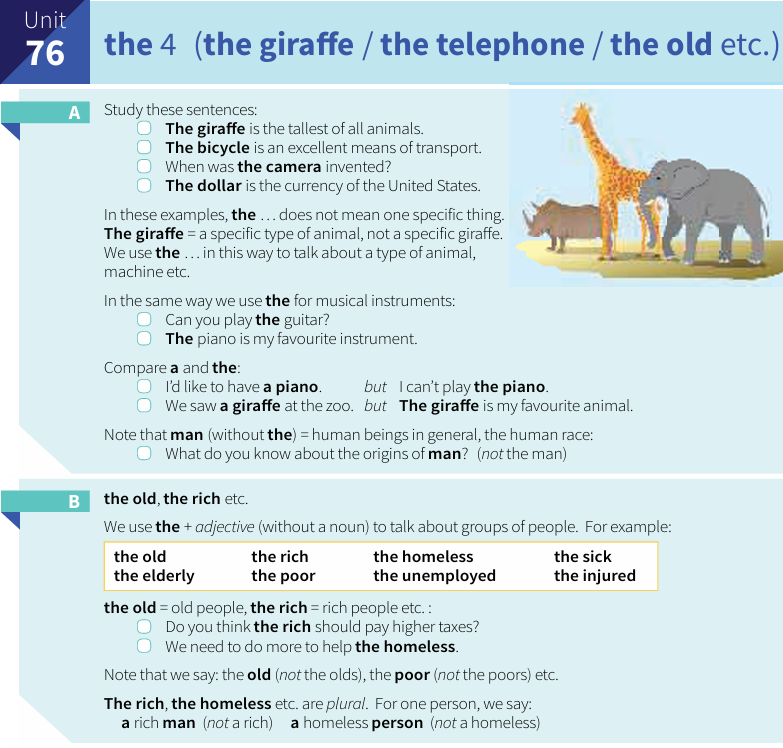 Unit
76
the 4 (the giraffe / the telephone / the old etc.)
A
Study these sentences:
The giraffe is the tallest of all animals.
The bicycle is an excellent means of transport.
When was the camera invented?
The dollar is the currency of the United States.
In these examples, the … does not mean one specific thing.
The giraffe = a specific type of animal, not a specific giraffe.
We use the … in this way to talk about a type of animal,
machine etc.
In the same way we use the for musical instruments:
Can you play the guitar?
The piano is my favourite instrument.
Compare a and the:
I'd like to have a piano. but I can't play the piano.
We saw a giraffe at the zoo. but The giraffe is my favourite animal.
Note that man (without the) = human beings in general, the human race:
What do you know about the origins of man? (not the man)
B
the old, the rich etc.
We use the + adjective (without a noun) to talk about groups of people. For example:
the old the rich the homeless the sick
the elderly the poor the unemployed the injured
the old = old people, the rich = rich people etc. :
Do you think the rich should pay higher taxes?
We need to do more to help the homeless.
Note that we say: the old (not the olds), the poor (not the poors) etc.
The rich, the homeless etc. are plural. For one person, we say:
a rich man (not a rich) a homeless person (not a homeless)